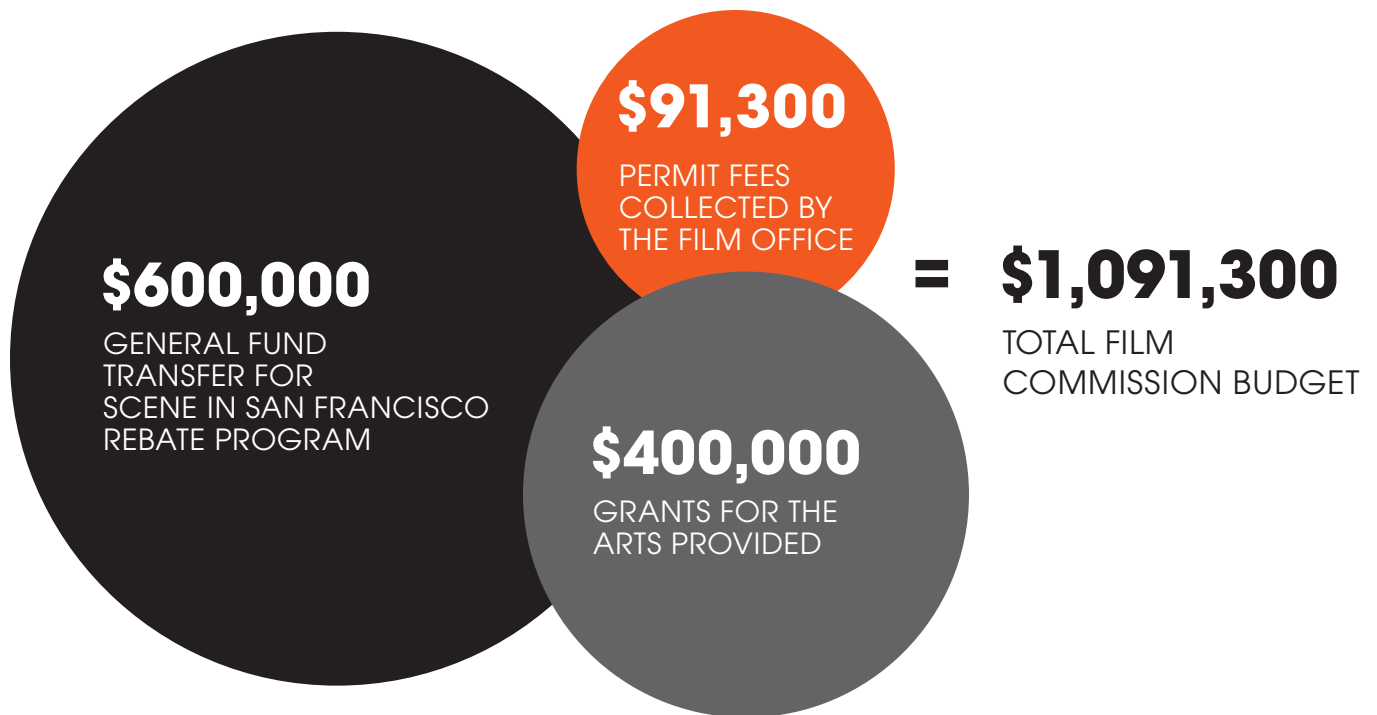 $600,000
GENERAL FUND
TRANSFER FOR
SCENE IN SAN FRANCISCO
REBATE PROGRAM
$91,300
PERMIT FEES
COLLECTED BY
THE FILM OFFICE
$400,000
GRANTS FOR THE
ARTS PROVIDED
= $1,091,300
TOTAL FILM
COMMISSION BUDGET